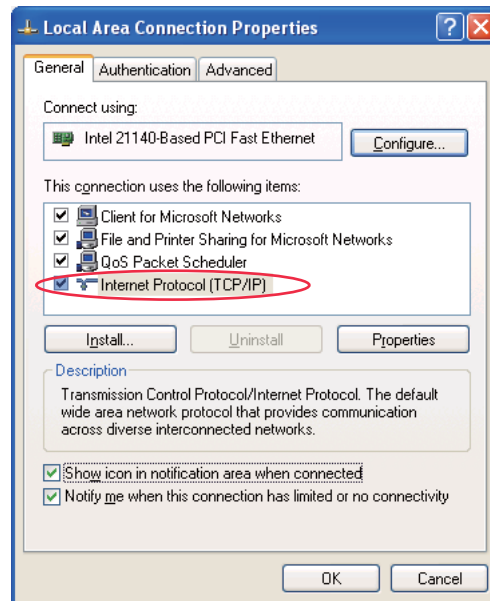 Local Area Connection Properties
General Authentication Advanced
Connect using:
Intel 21140-Based PCI Fast Ethernet Configure...
This connection uses the following items:
Client for Microsoft Networks
File and Printer Sharing for Microsoft Networks
QoS Packet Scheduler
Internet Protocol (TCP/IP)
Install... Uninstall Properties
Description
Transmission Control Protocol/Internet Protocol. The default
wide area network protocol that provides communication
across diverse interconnected networks.
Show icon in notification area when connected
Notify me when this connection has limited or no connectivity
OK Cancel